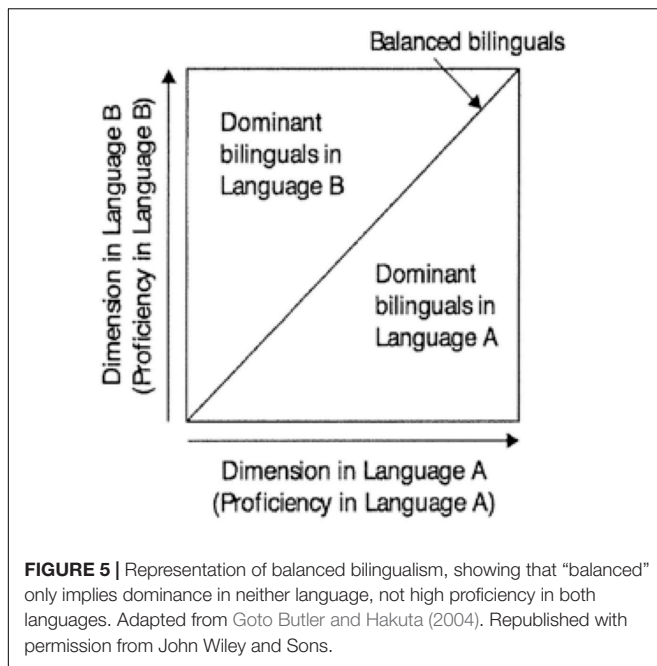 Balanced bilinguals
Dominant
bilinguals in
Language B
Dimension in Language B
(Proficiency in Language B)
Dominant
bilinguals in
Language A
Dimension in Language A
(Proficiency in Language A)
FIGURE 5 | Representation of balanced bilingualism, showing that “balanced”
only implies dominance in neither language, not high proficiency in both
languages. Adapted from Goto Butler and Hakuta (2004). Republished with
permission from John Wiley and Sons.